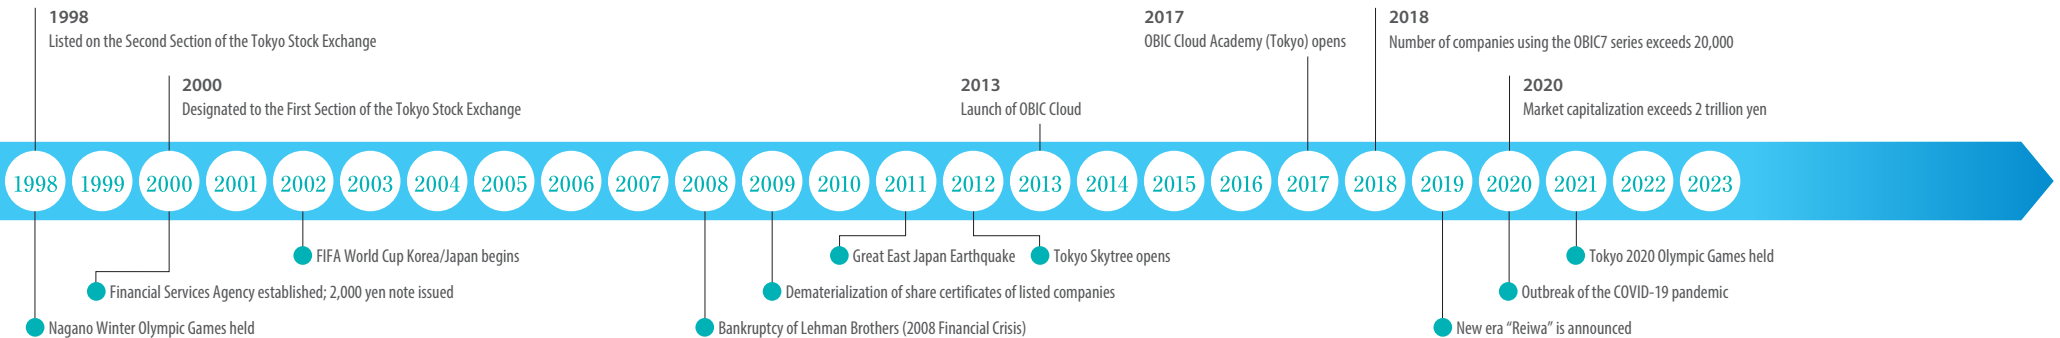 1998
Listed on the Second Section of the Tokyo Stock Exchange
2000
Designated to the First Section of the Tokyo Stock Exchange
2013
Launch of OBIC Cloud
2017
OBIC Cloud Academy (Tokyo) opens
2018
Number of companies using the OBIC7 series exceeds 20,000
2020
Market capitalization exceeds 2 trillion yen
1998 1999 2000 2001 2002 2003 2004 2005 2006 2007 2008 2009 2010 2011 2012 2013 2014 2015 2016 2017 2018 2019 2020 2021 2022 2023
FIFA World Cup Korea/Japan begins
Great East Japan Earthquake
Tokyo Skytree opens
Tokyo 2020 Olympic Games held
Financial Services Agency established; 2,000 yen note issued
Dematerialization of share certificates of listed companies
Outbreak of the COVID-19 pandemic
Nagano Winter Olympic Games held
Bankruptcy of Lehman Brothers (2008 Financial Crisis)
New era “Reiwa” is announced